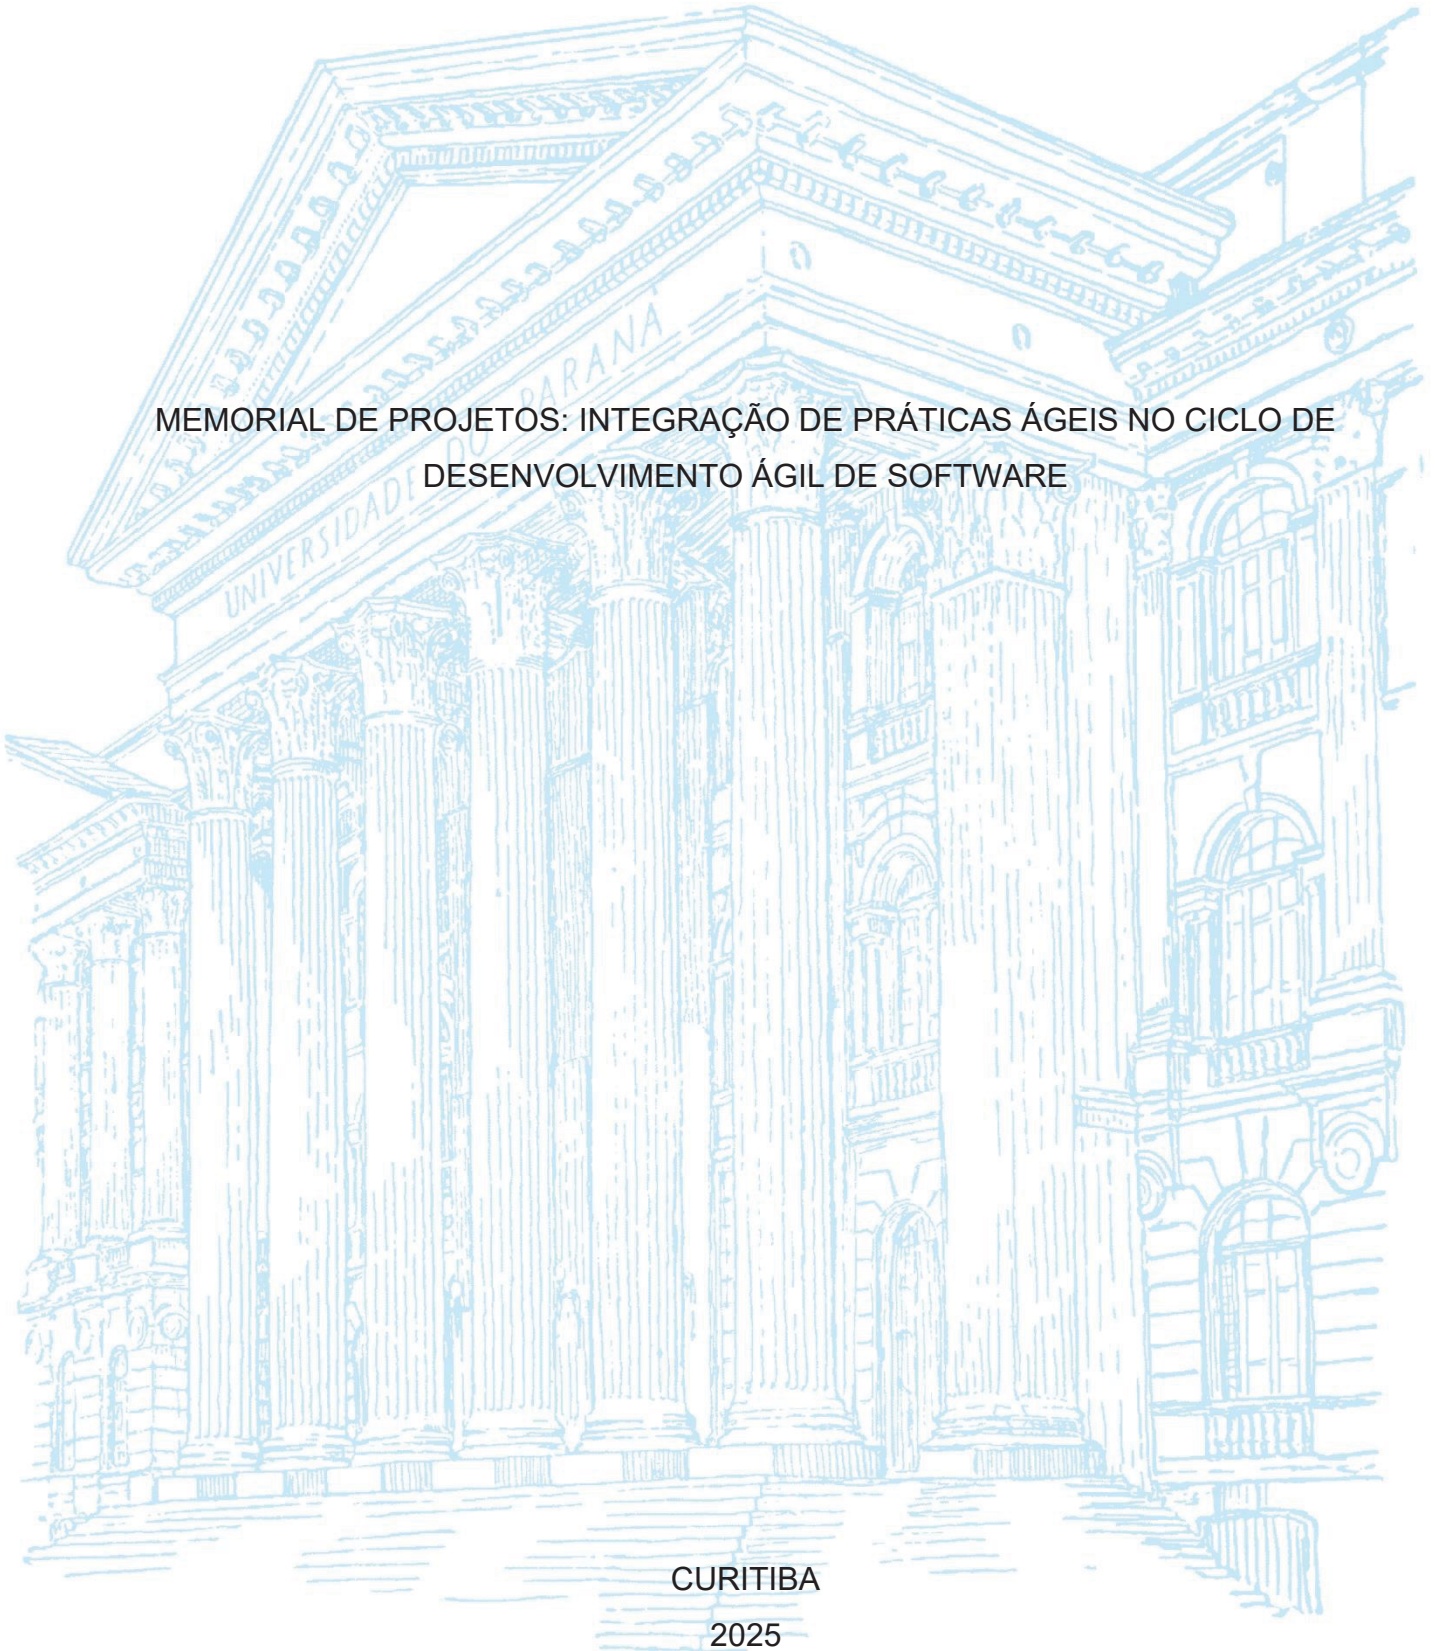 UNIVERSIDADE DO PARANÁ
MEMORIAL DE PROJETOS: INTEGRAÇÃO DE PRÁTICAS ÁGEIS NO CICLO DE
DESENVOLVIMENTO ÁGIL DE SOFTWARE
CURITIBA
2025